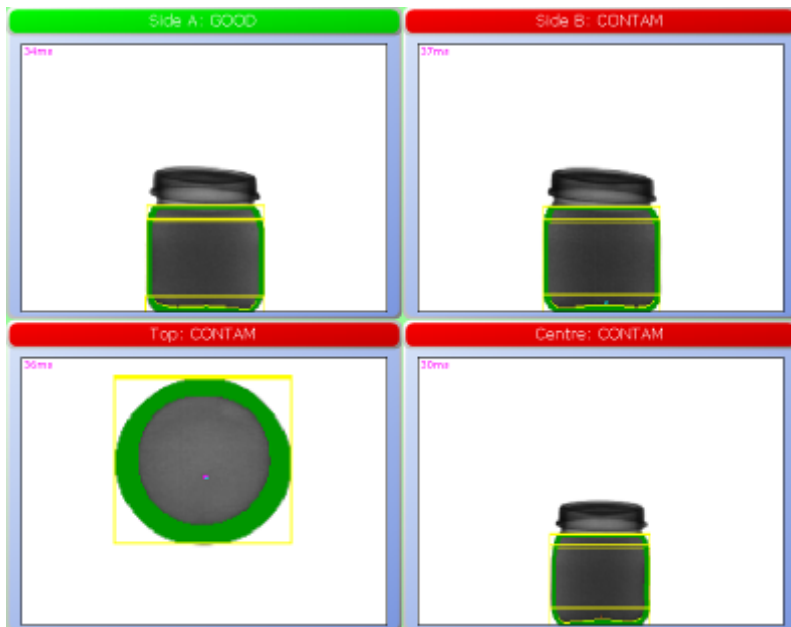 Side A: GOOD
34ms
Side B: CONTAM
37ms
Top: CONTAM
36ms
Centre: CONTAM
30ms